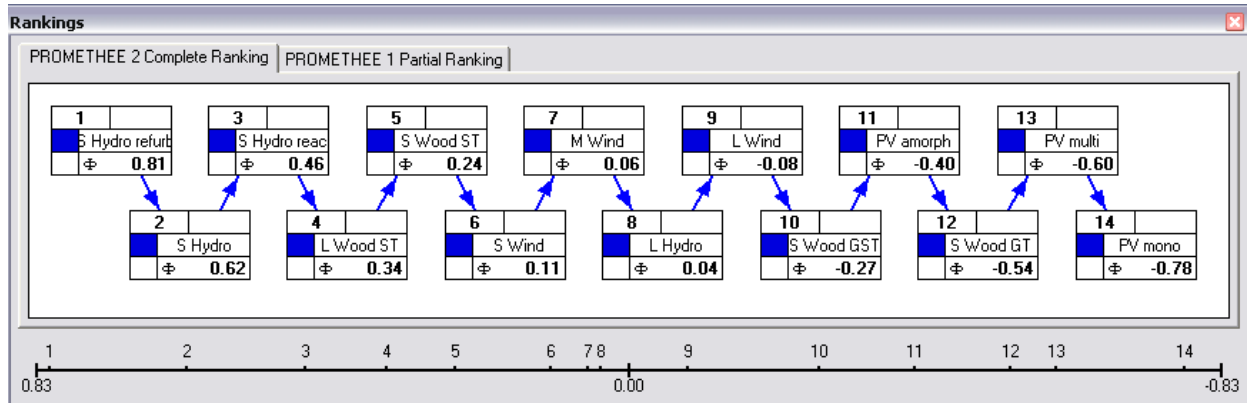 Rankings
PROMETHEE 2 Complete Ranking PROMETHEE 1 Partial Ranking
1 3 5 7 9 11 13
S Hydro refurb S Hydro reac S Wood ST M Wind L Wind PV amorph PV multi
Φ 0.81 Φ 0.46 Φ 0.24 Φ 0.06 Φ -0.08 Φ -0.40 Φ -0.60
2 4 6 8 10 12 14
S Hydro L Wood ST S Wind L Hydro S Wood GST S Wood GT PV mono
Φ 0.62 Φ 0.34 Φ 0.11 Φ 0.04 Φ -0.27 Φ -0.54 Φ -0.78
1 2 3 4 5 6 7 8 9 10 11 12 13 14
0.83 0.00 -0.83